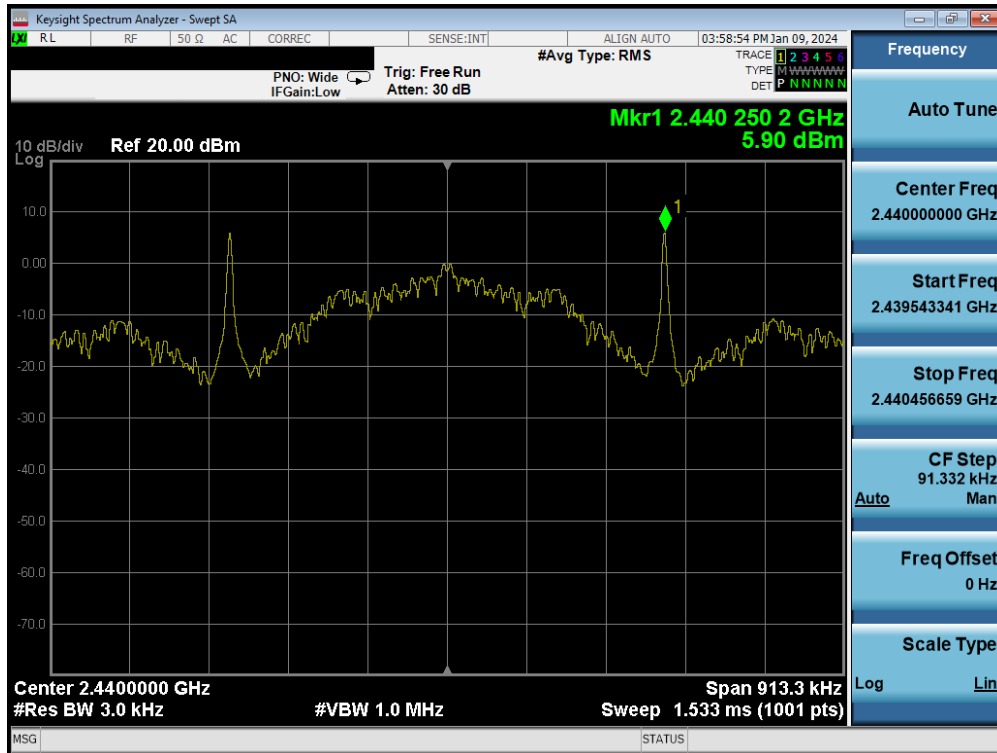 Keysight Spectrum Analyzer - Swept SA
LXI RL RF 50 Ω AC CORREC SENSE:INT ALIGN AUTO 03:58:54 PM Jan 09, 2024
Frequency
PNO: Wide
IFGain:Low
Trig: Free Run
Atten: 30 dB
#Avg Type: RMS
TRACE 1 2 3 4 5 6
TYPE M WWWWW
DET P N N N N N
Auto Tune
Mkr1 2.440 250 2 GHz
5.90 dBm
10 dB/div Ref 20.00 dBm
Log
10.0
0.00
-10.0
-20.0
-30.0
-40.0
-50.0
-60.0
-70.0
1
Center Freq
2.440000000 GHz
Start Freq
2.439543341 GHz
Stop Freq
2.440456659 GHz
CF Step
91.332 kHz
Auto Man
Freq Offset
0 Hz
Scale Type
Log Lin
Center 2.4400000 GHz Span 913.3 kHz
#Res BW 3.0 kHz #VBW 1.0 MHz Sweep 1.533 ms (1001 pts)
MSG STATUS